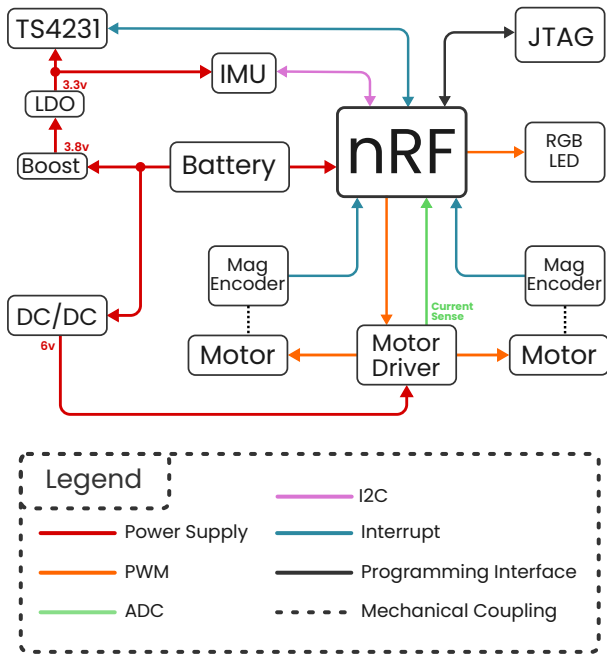 TS4231
JTAG
IMU
3.3v
LDO
nRF
RGB
LED
3.8v
Boost
Battery
Mag
Encoder
Mag
Encoder
DC/DC
Current
Sense
6v
Motor
Motor
Driver
Motor
Legend
I2C
Power Supply
Interrupt
PWM
Programming Interface
ADC
Mechanical Coupling